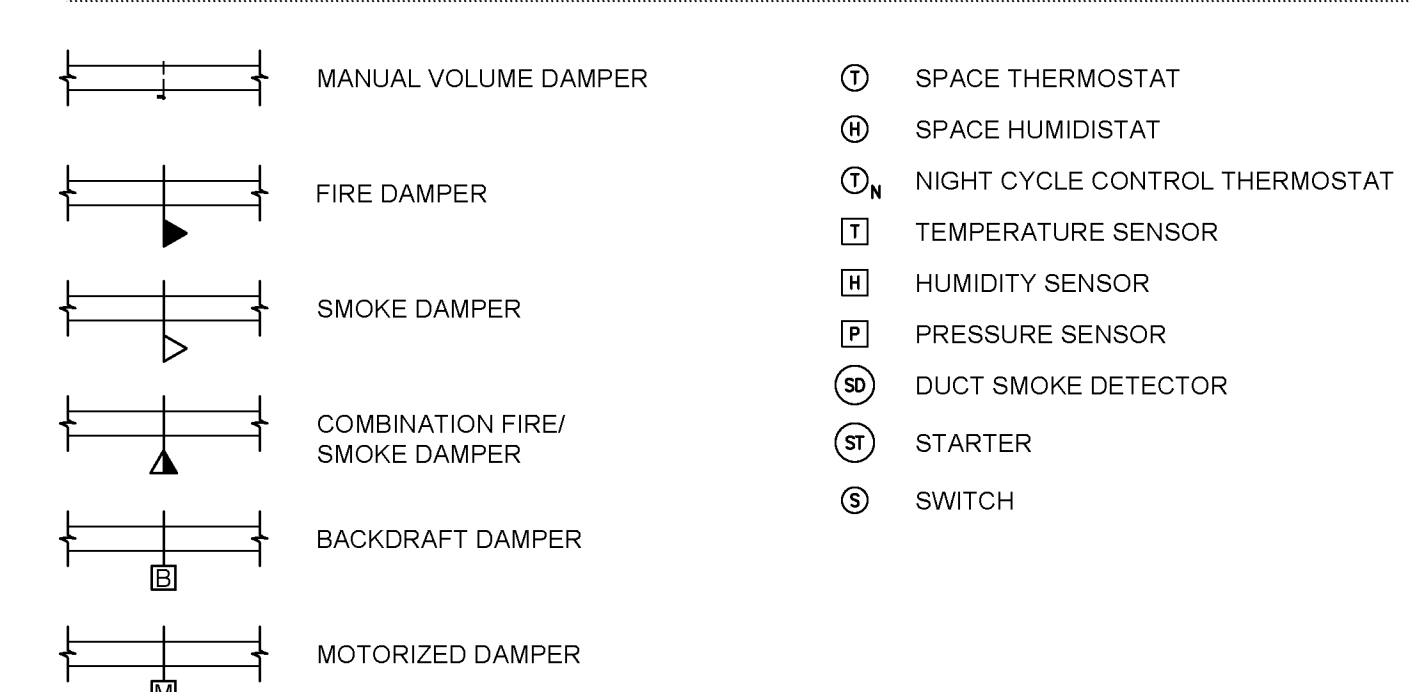 MANUAL VOLUME DAMPER
FIRE DAMPER
SMOKE DAMPER
COMBINATION FIRE/
SMOKE DAMPER
B
BACKDRAFT DAMPER
M
MOTORIZED DAMPER
T SPACE THERMOSTAT
H SPACE HUMIDISTAT
T N NIGHT CYCLE CONTROL THERMOSTAT
T TEMPERATURE SENSOR
H HUMIDITY SENSOR
P PRESSURE SENSOR
SD DUCT SMOKE DETECTOR
ST STARTER
S SWITCH